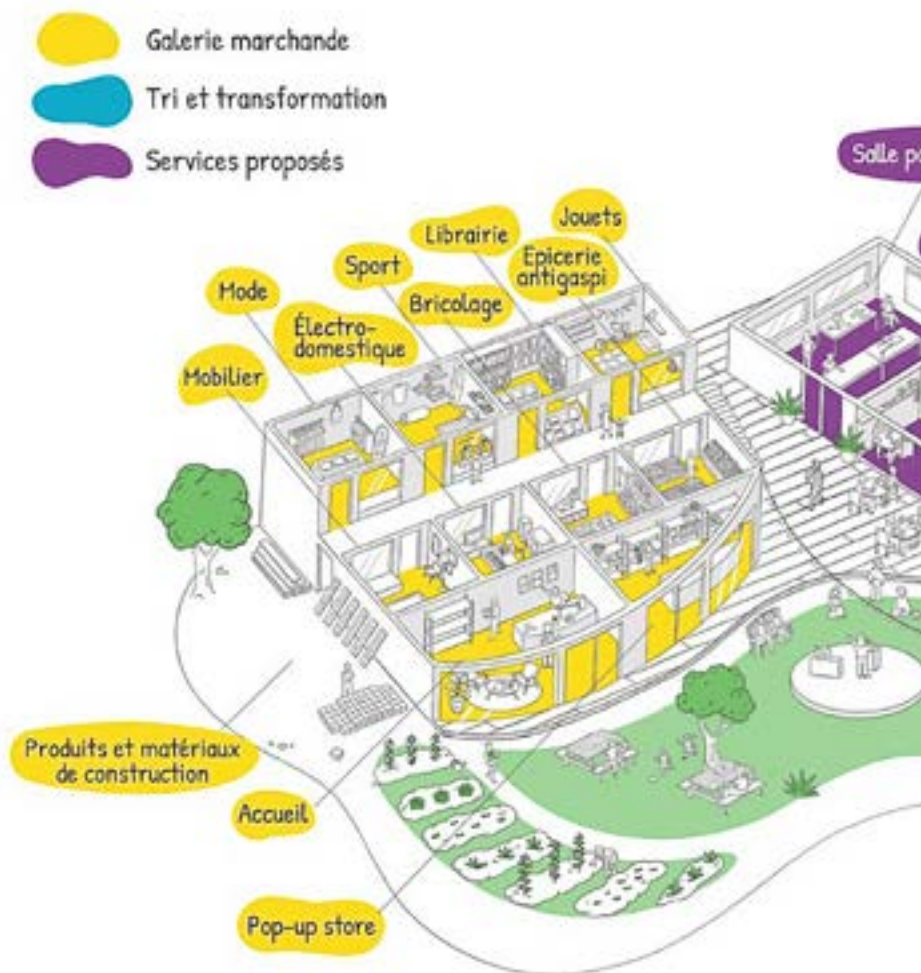 Galerie marchande
Tri et transformation
Services proposés
Salle
Jouets
Librairie
Epicerie
antigaspi
Sport
Bricolage
Mode
Électro-
domestique
Mobilier
Produits et matériaux
de construction
Accueil
Pop-up store